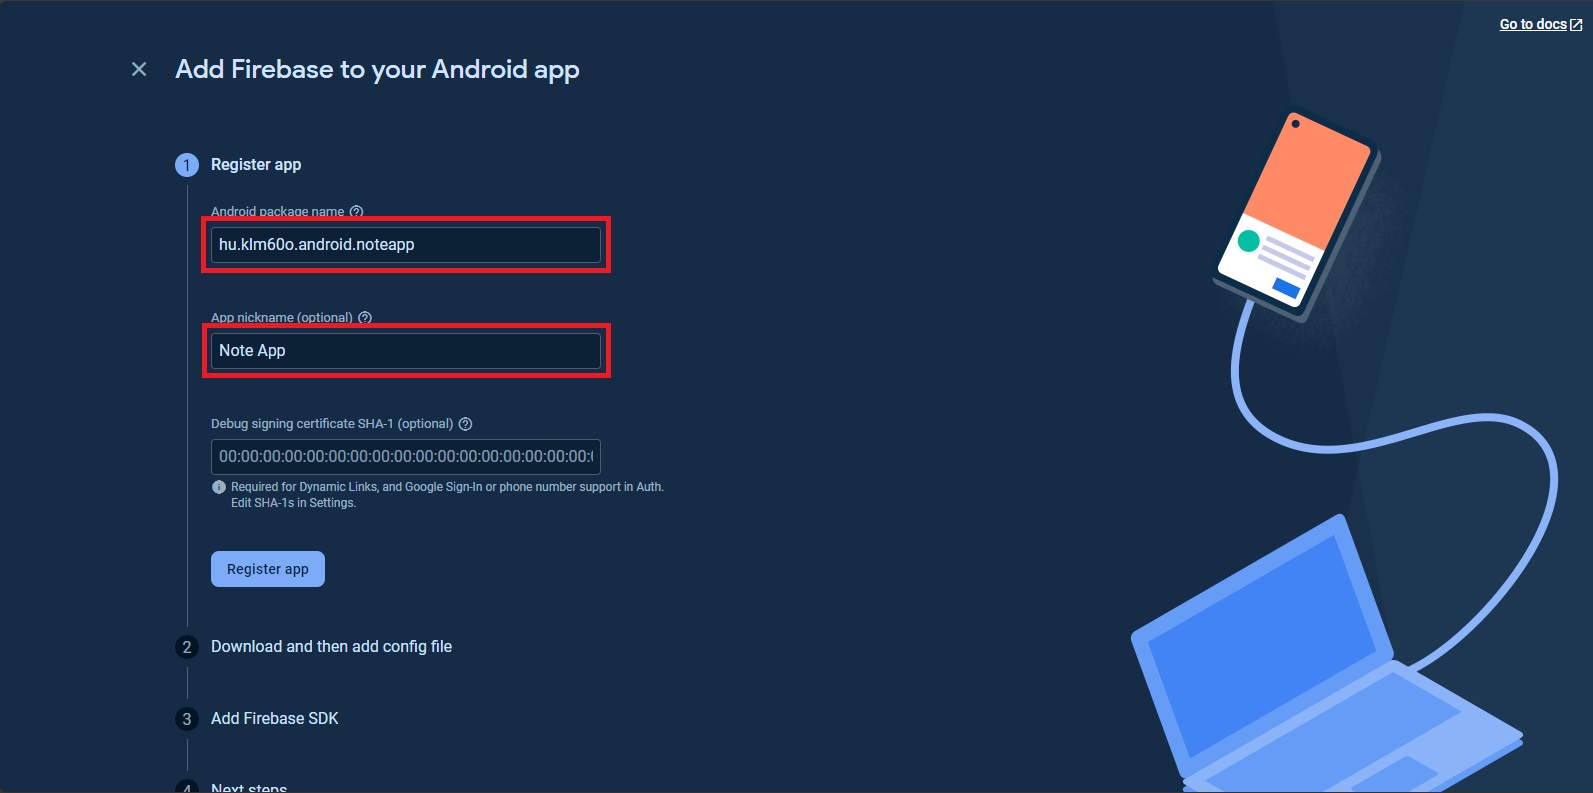 Go to docs
Add Firebase to your Android app
1 Register app
Android package name
hu.klm60o.android.noteapp
App nickname (optional)
Note App
Debug signing certificate SHA-1 (optional)
00:00:00:00:00:00:00:00:00:00:00:00:00:00:00:00:00:
Required for Dynamic Links, and Google Sign-In or phone number support in Auth.
Edit SHA-1s in Settings.
Register app
2 Download and then add config file
3 Add Firebase SDK
4 Next steps